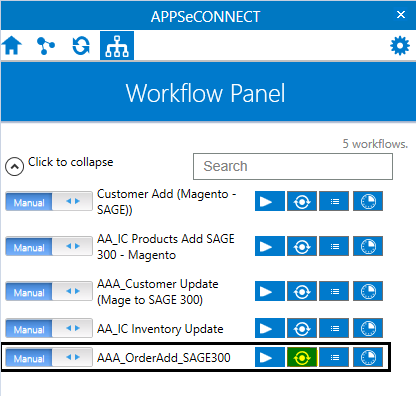 APPSeCONNECT
Workflow Panel
5 workflows.
Click to collapse
Search
Manual
Customer Add (Magento -
SAGE))
Manual
AA_IC Products Add SAGE
300 - Magento
Manual
AAA_Customer Update
(Mage to SAGE 300)
Manual
AA_IC Inventory Update
Manual
AAA_OrderAdd_SAGE300